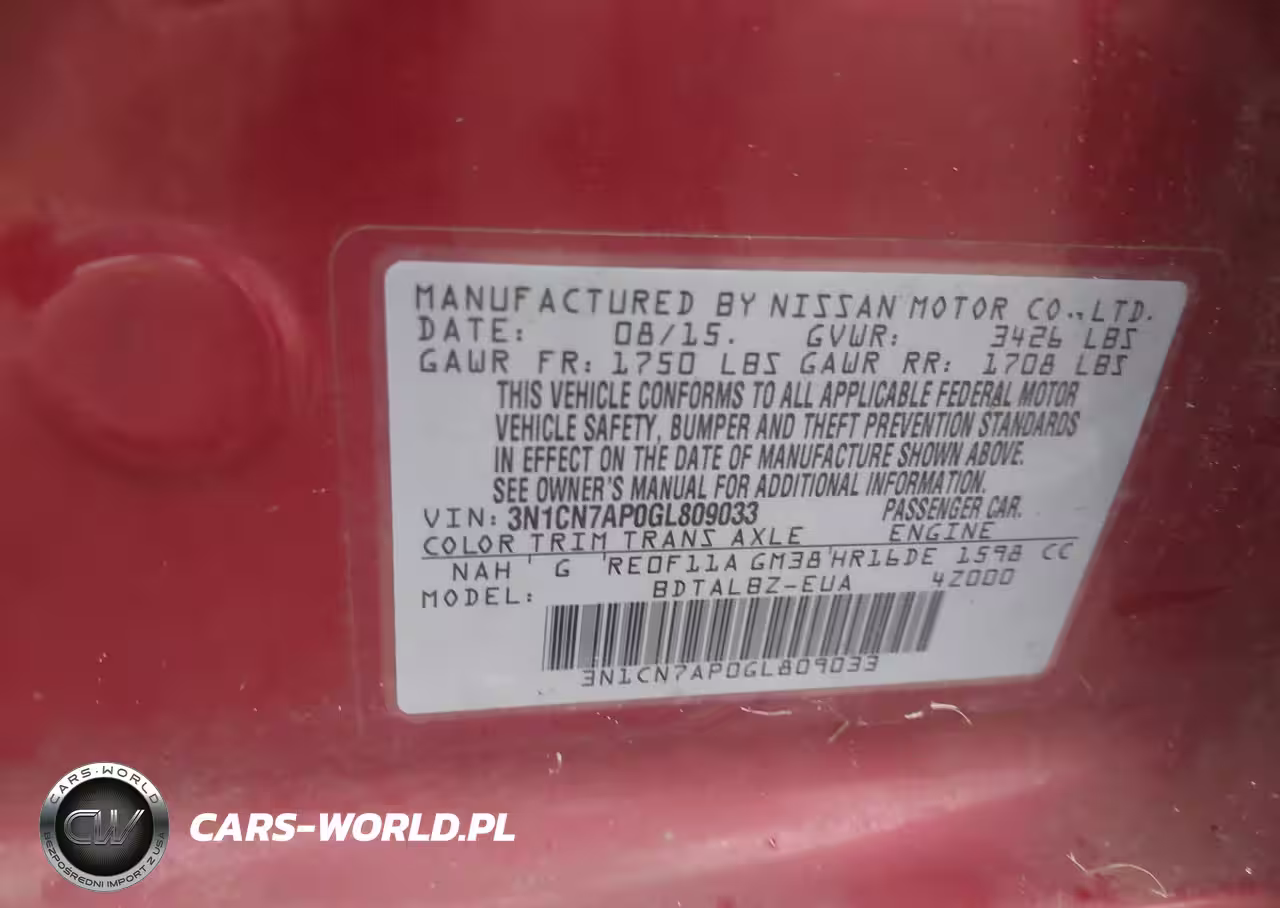 MANUFACTURED BY NISSAN MOTOR CO., LTD.
DATE: 08/15. GVWR: 3426 LBS
GAWR FR: 1750 LBS GAWR RR: 1708 LBS
THIS VEHICLE CONFORMS TO ALL APPLICABLE FEDERAL MOTOR
VEHICLE SAFETY, BUMPER AND THEFT PREVENTION STANDARDS
IN EFFECT ON THE DATE OF MANUFACTURE SHOWN ABOVE.
SEE OWNER'S MANUAL FOR ADDITIONAL INFORMATION.
VIN: 3N1CN7AP0GL809033 PASSENGER CAR.
COLOR TRIM TRANS AXLE ENGINE
NAH G RE0F11A GM38 HR16DE 1598 CC
MODEL: BDTALBZ-EUA 4Z000
3N1CN7AP0GL809033
CARS-WORLD
CW
BEZPOŚREDNI IMPORT Z USA
CARS-WORLD.PL